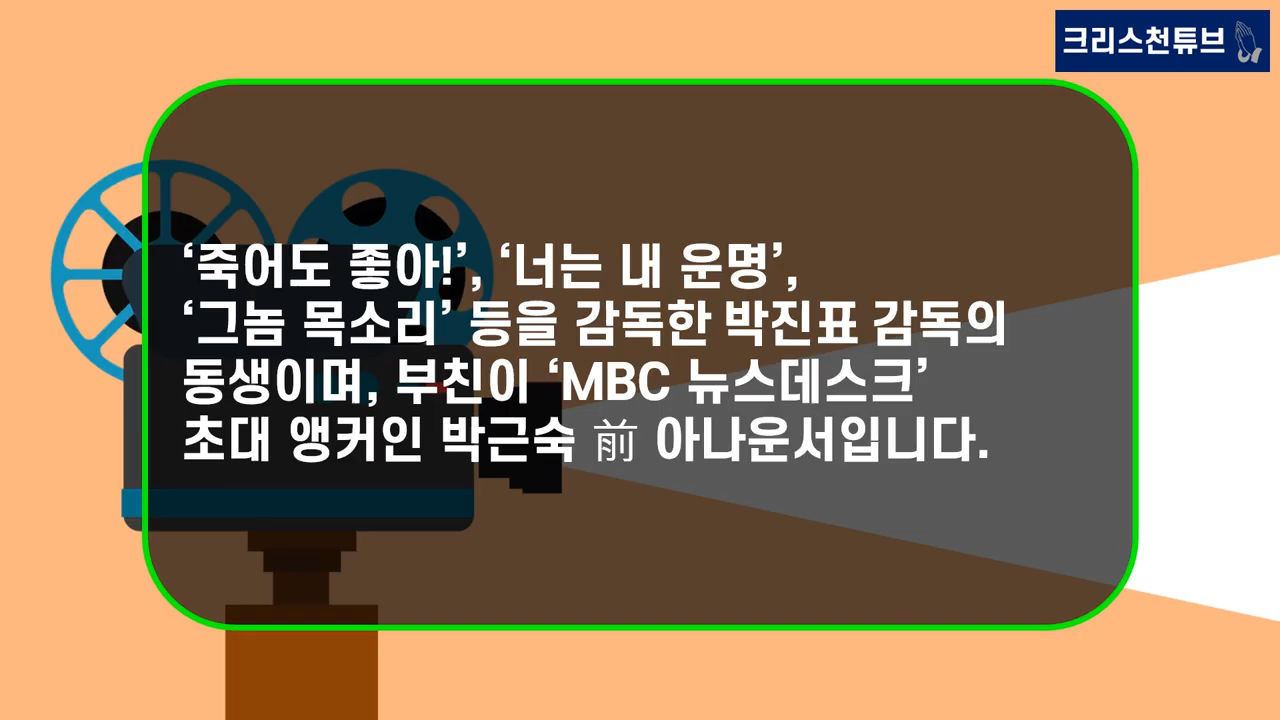 크리스천튜브
‘죽어도 좋아!’, ‘너는 내 운명’,
‘그놈 목소리’ 등을 감독한 박진표 감독의
동생이며, 부친이 ‘MBC 뉴스데스크’
초대 앵커인 박근숙 前 아나운서입니다.